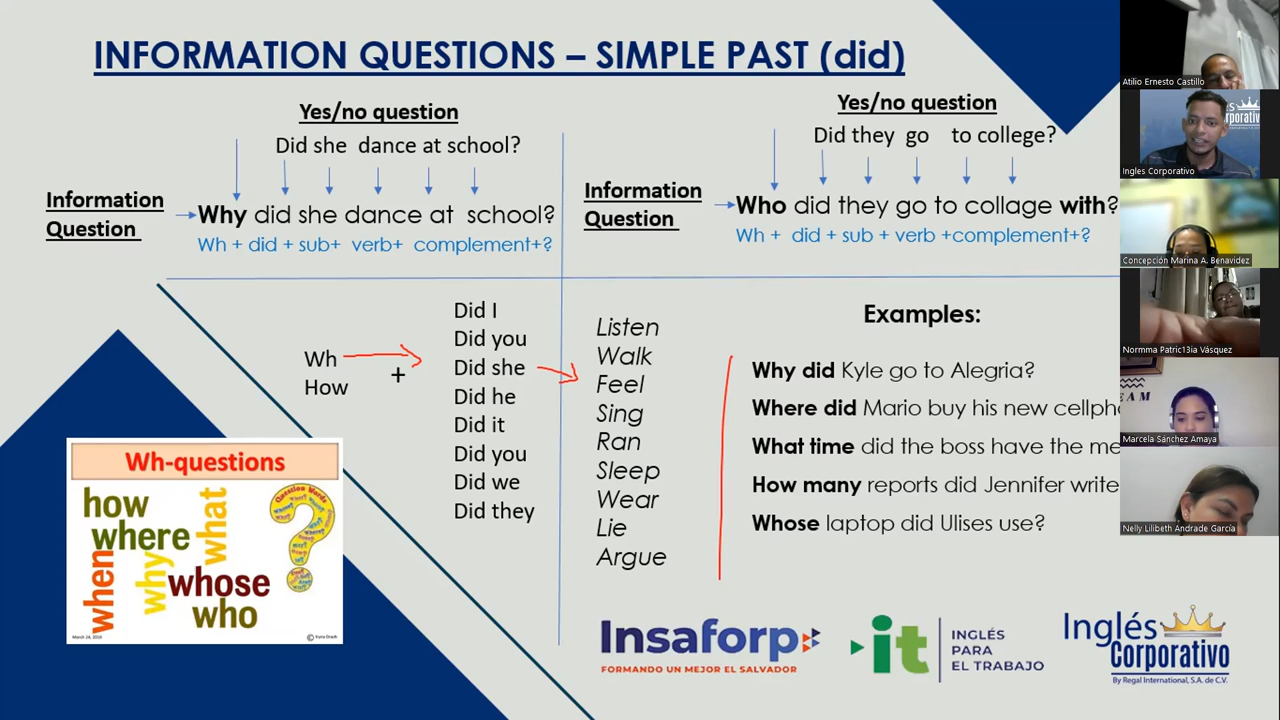 INFORMATION QUESTIONS – SIMPLE PAST (did)
Yes/no question
Did she dance at school?
Information
Question
Why did she dance at school?
Wh + did + sub+ verb+ complement+?
Yes/no question
Did they go to college?
Information
Question
Who did they go to collage with?
Wh + did + sub + verb +complement+?
Wh
How
+
Did I
Did you
Did she
Did he
Did it
Did you
Did we
Did they
Listen
Walk
Feel
Sing
Ran
Sleep
Wear
Lie
Argue
Examples:
Why did Kyle go to Alegria?
Where did Mario buy his new cellph
What time did the boss have the me
How many reports did Jennifer write
Whose laptop did Ulises use?
Wh-questions
how
where
what
when
why
whose
who
Question Words
March 24, 2016
Insaforp
FORMANDO UN MEJOR EL SALVADOR
it
INGLÉS
PARA
EL TRABAJO
Inglés
Corporativo
By Regal International, S.A. de C.V.
Atilio Ernesto Castillo
Ingles Corporativo
Concepción Marina A. Benavidez
Normma Patric13ia Vásquez
EAM
Marcela Sánchez Amaya
Nelly Lilibeth Andrade García